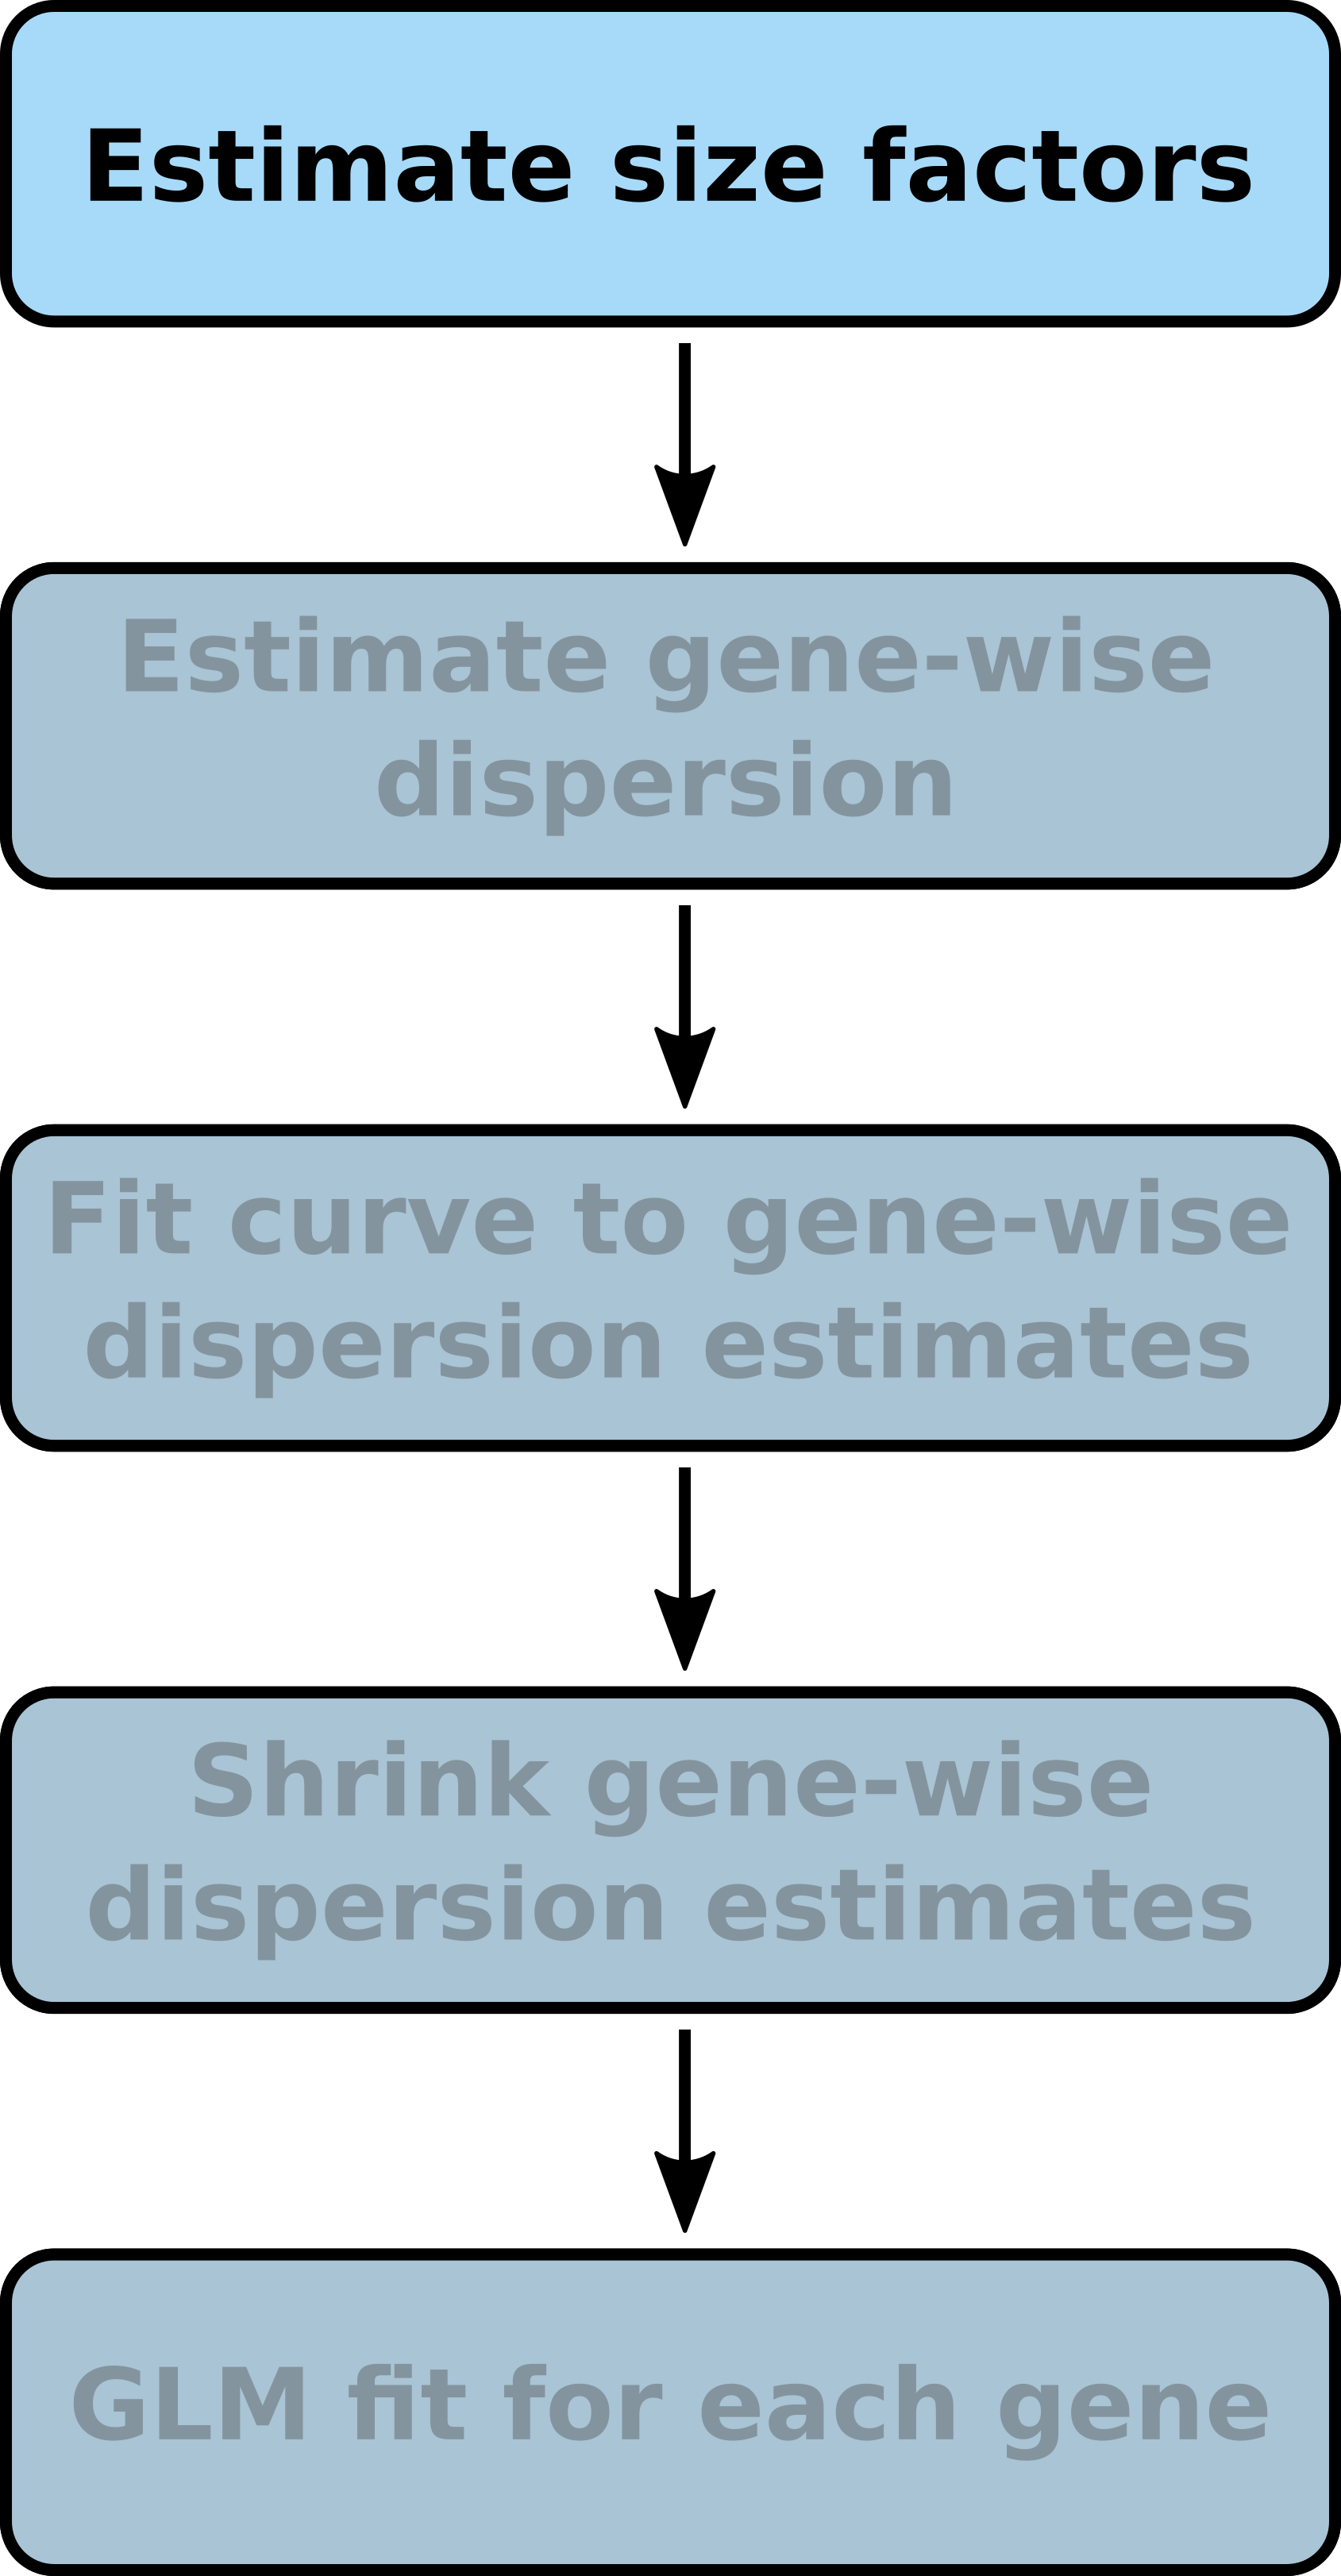 Estimate size factors
Estimate gene-wise
dispersion
Fit curve to gene-wise
dispersion estimates
Shrink gene-wise
dispersion estimates
GLM fit for each gene